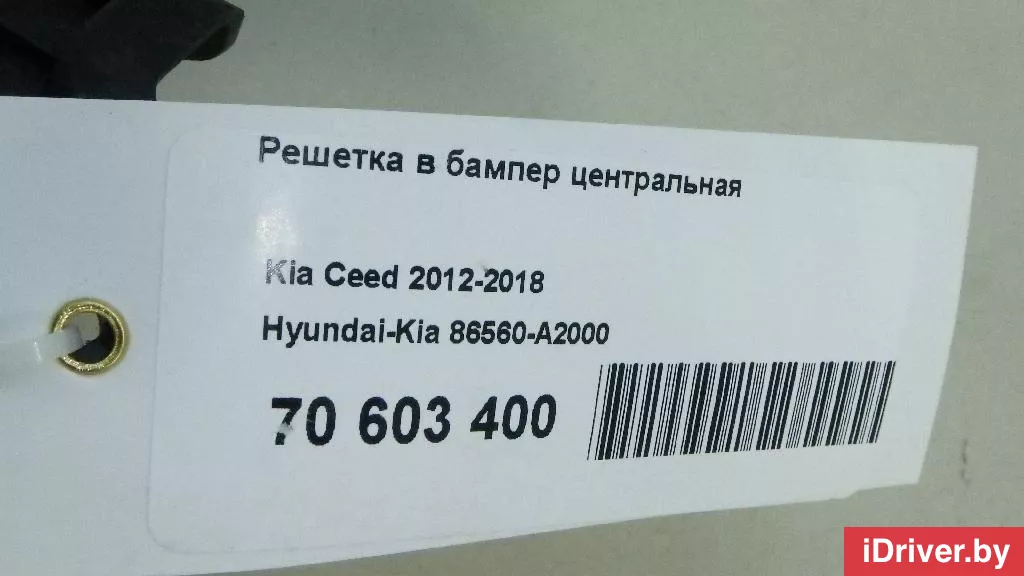 Решетка в бампер центральная
Kia Ceed 2012-2018
Hyundai-Kia 86560-A2000
70 603 400
iDriver.by